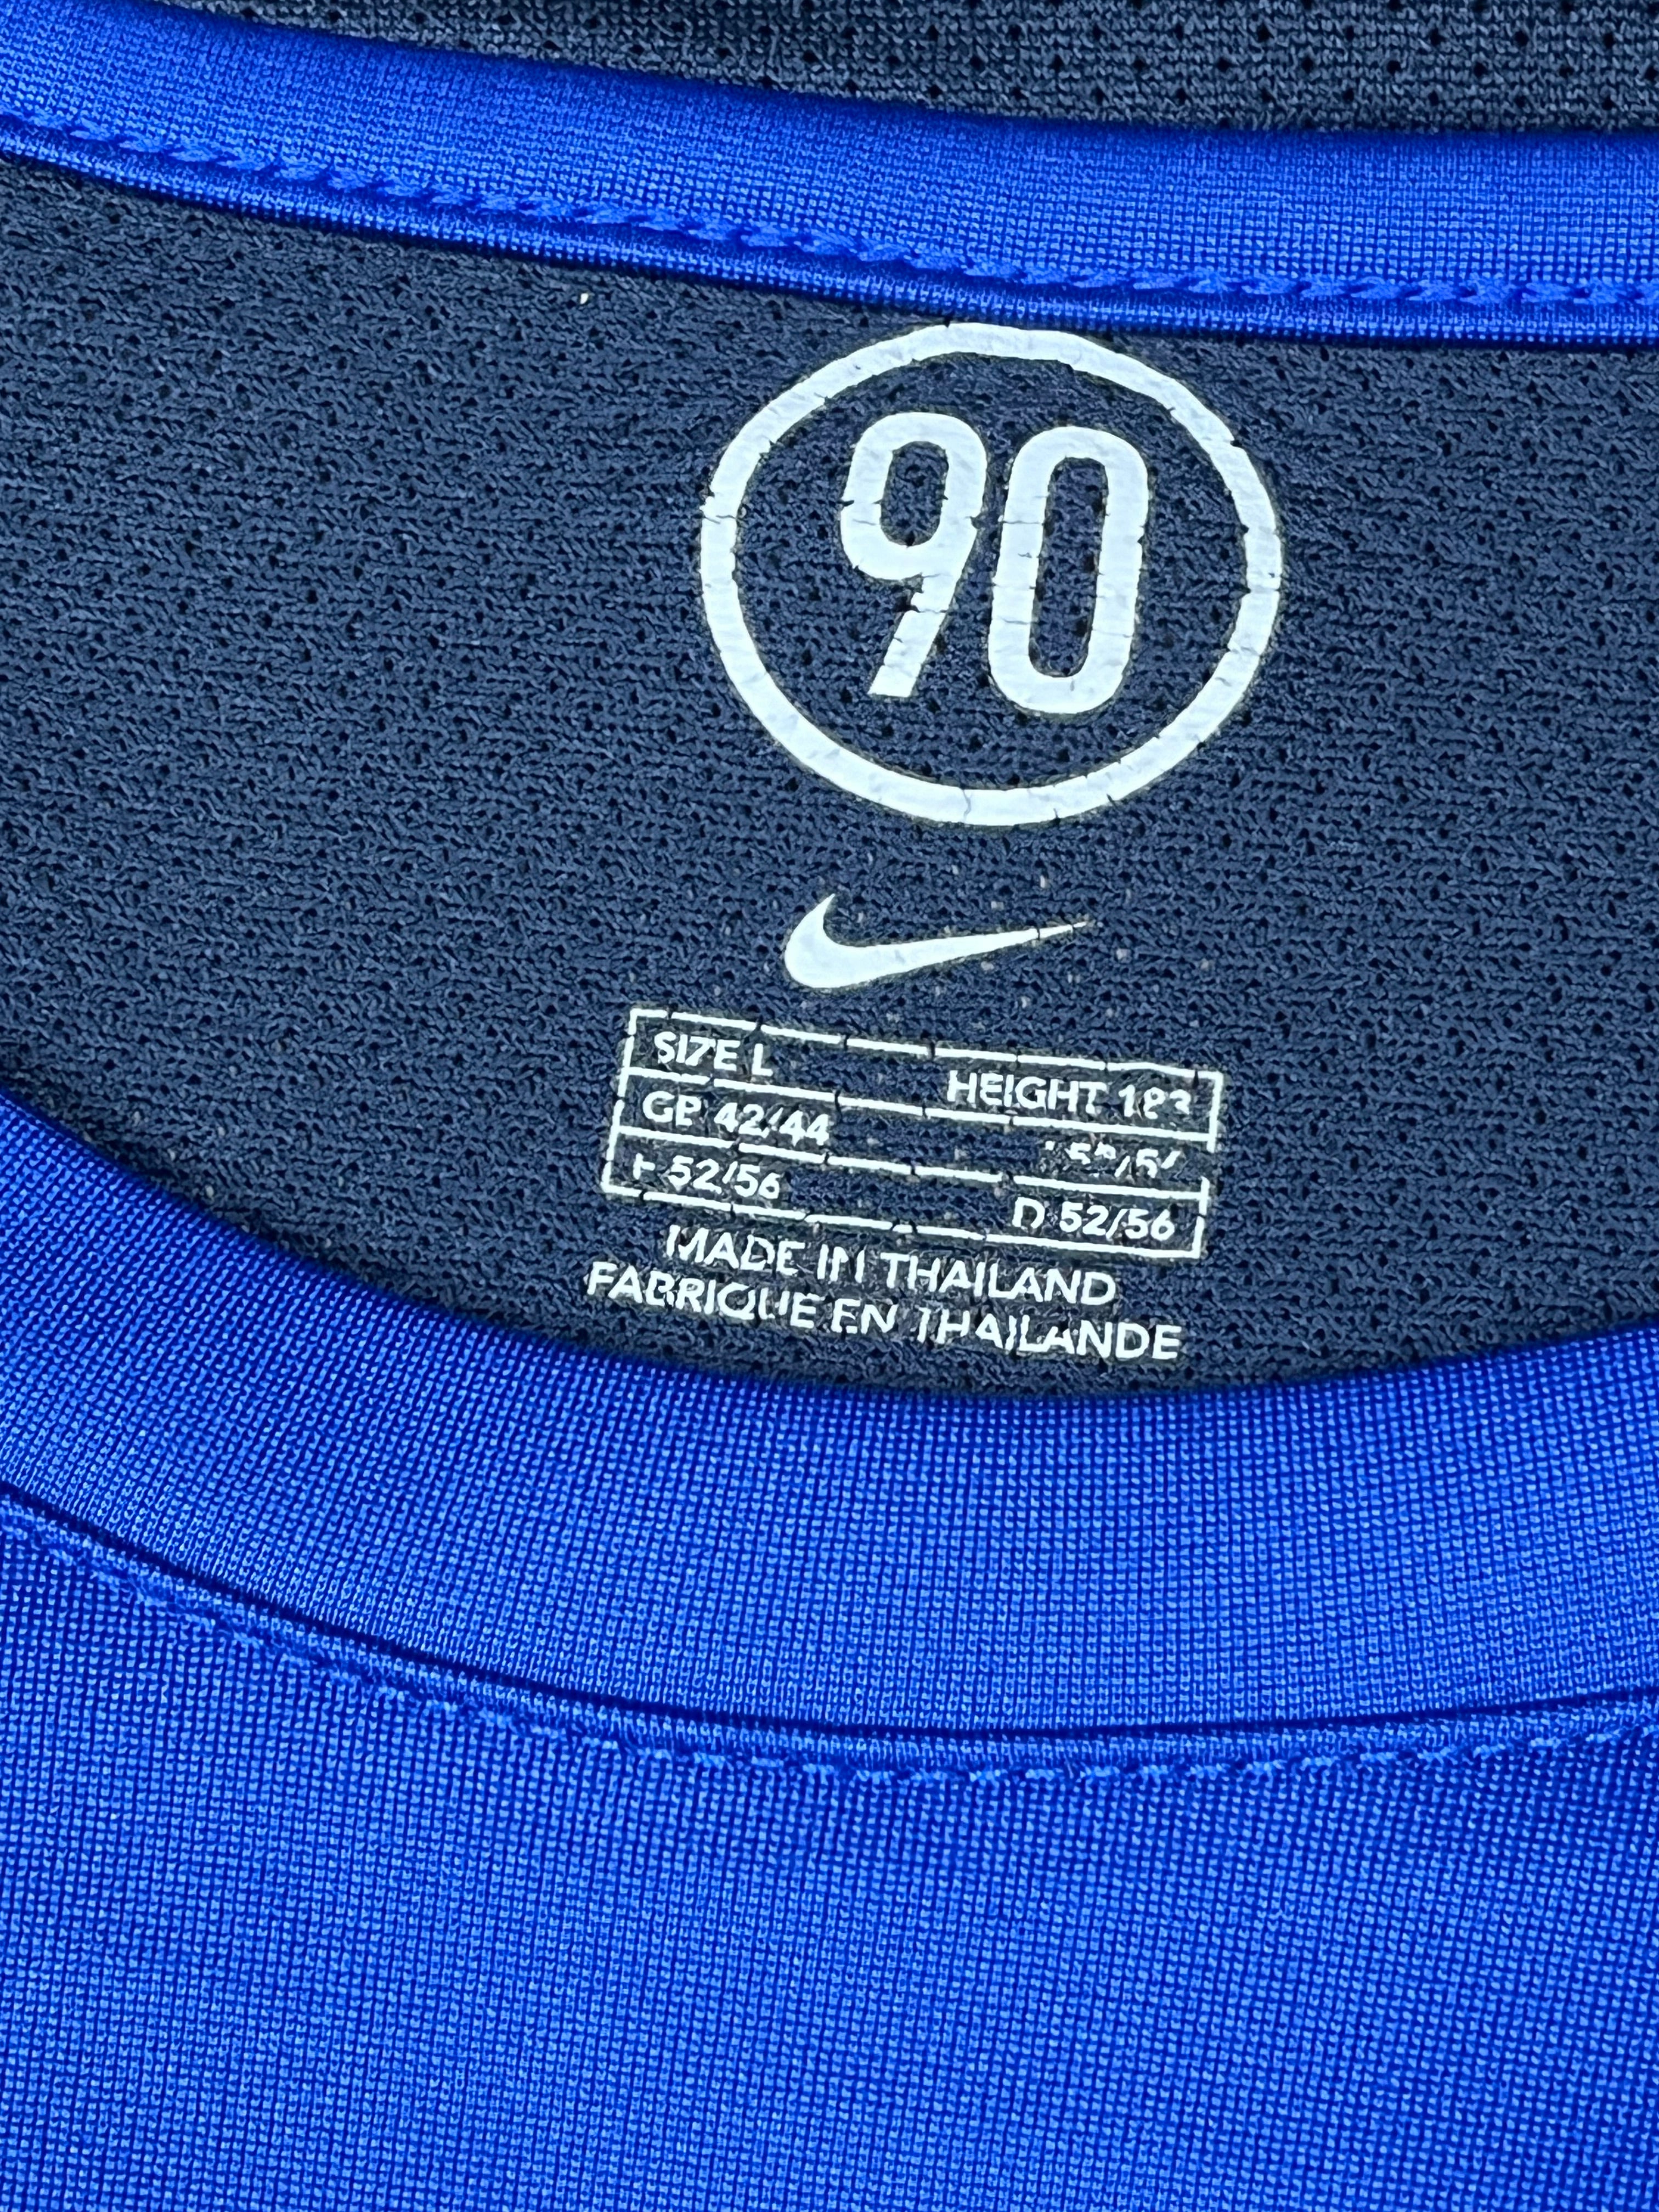 90
SIZE L HEIGHT 183
GB 42/44
F 52/56 D 52/56
MADE IN THAILAND
FABRIQUE EN THAILANDE